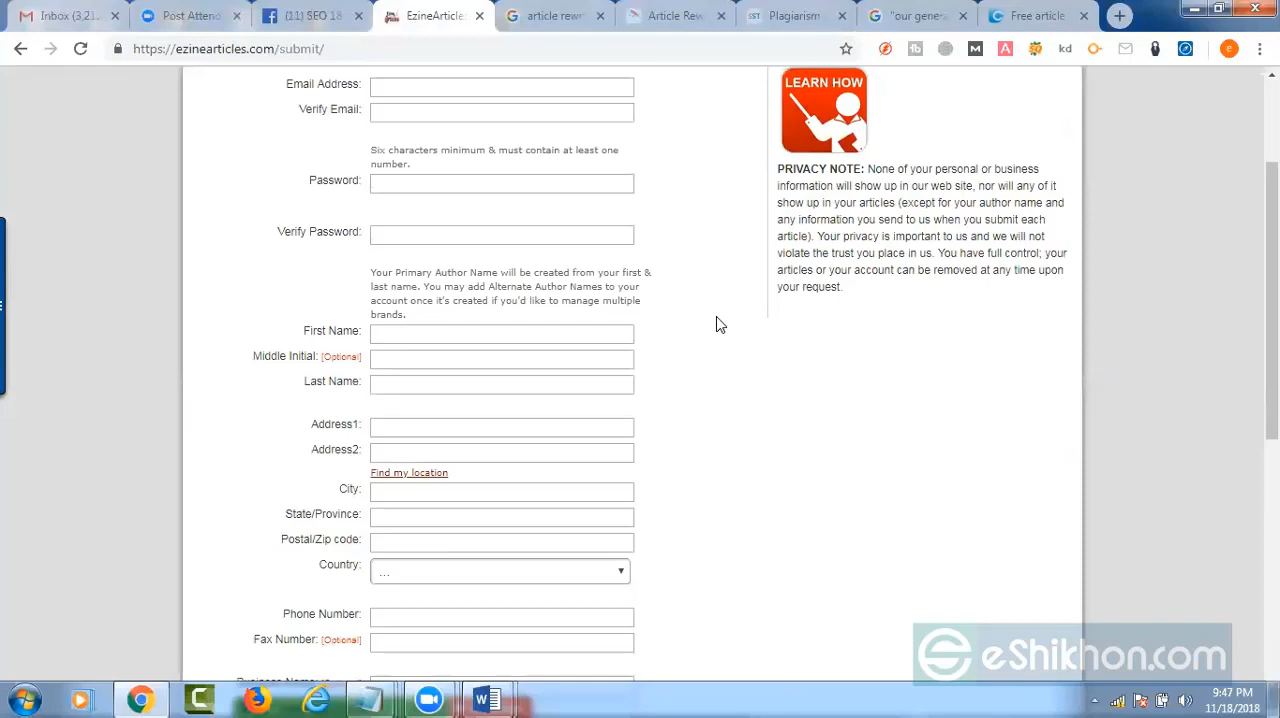 Inbox (3,21
Post Attend
(11) SEO 18
EzineArticle:
article rewr
Article Rew
Plagiarism
"our genera
Free article
https://ezinearticles.com/submit/
Email Address:
Verify Email:
Six characters minimum & must contain at least one
number.
Password:
Verify Password:
Your Primary Author Name will be created from your first &
last name. You may add Alternate Author Names to your
account once it's created if you'd like to manage multiple
brands.
First Name:
Middle Initial: [Optional]
Last Name:
Address1:
Address2:
Find my location
City:
State/Province:
Postal/Zip code:
Country:
...
Phone Number:
Fax Number: [Optional]
LEARN HOW
PRIVACY NOTE: None of your personal or business
information will show up in our web site, nor will any of it
show up in your articles (except for your author name and
any information you send to us when you submit each
article). Your privacy is important to us and we will not
violate the trust you place in us. You have full control; your
articles or your account can be removed at any time upon
your request.
eShikhon.com
9:47 PM
11/18/2018